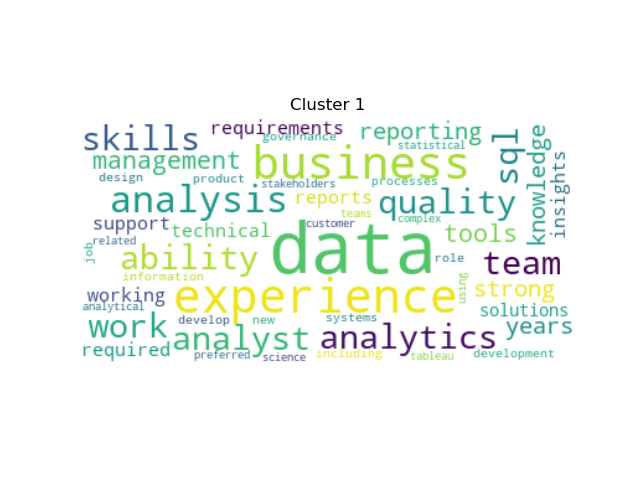 Cluster 1
skills
requirements
governance
reporting
statistical
sql
knowledge
insights
management
business
design
product
stakeholders
processes
analysis
reports
quality
teams
complex
support
technical
customer
data
tools
related
job
ability
role
team
information
experience
using
strong
working
analytical
solutions
work
develop
new
systems
years
analyst
analytics
required
preferred
science
including
tableau
development